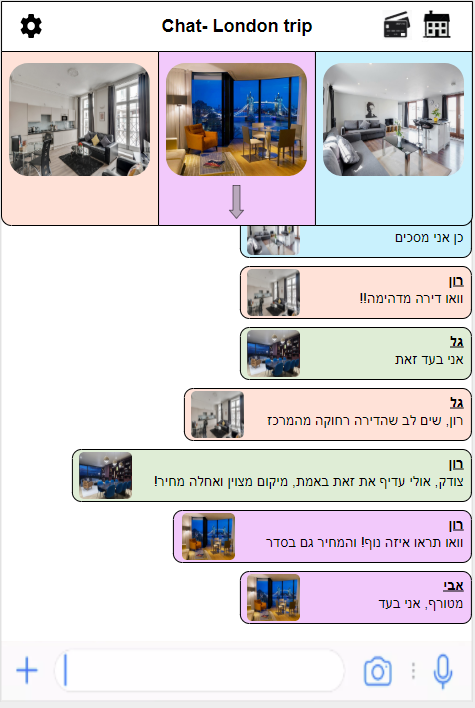 Chat- London trip
כן אני מסכים
רון
וואו דירה מדהימה!!
גל
אני בעד זאת
גל
רון, שים לב שהדירה רחוקה מהמרכז
רון
צודק, אולי עדיף את זאת באמת, מיקום מצוין ואחלה מחיר!
רון
וואו תראו איזה נוף! והמחיר גם בסדר
אבי
מטורף, אני בעד